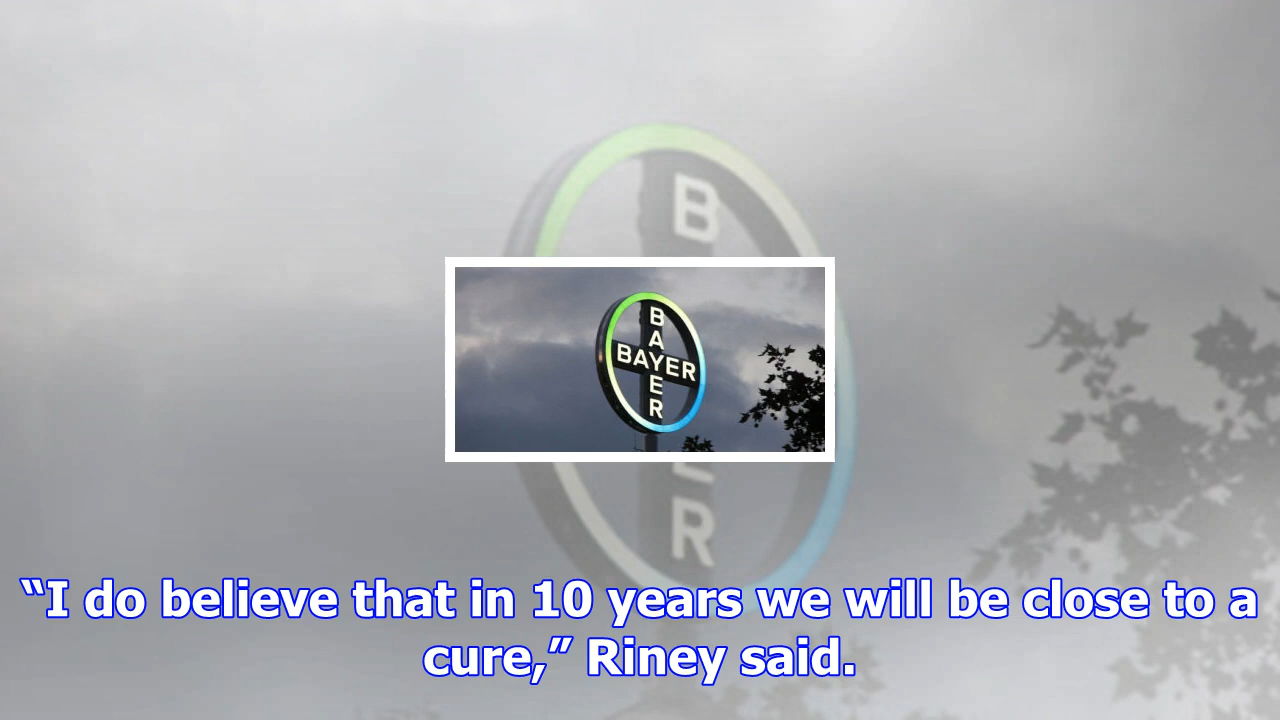 B
BAYER
BAYER
E
R
“I do believe that in 10 years we will be close to a
cure,” Riney said.